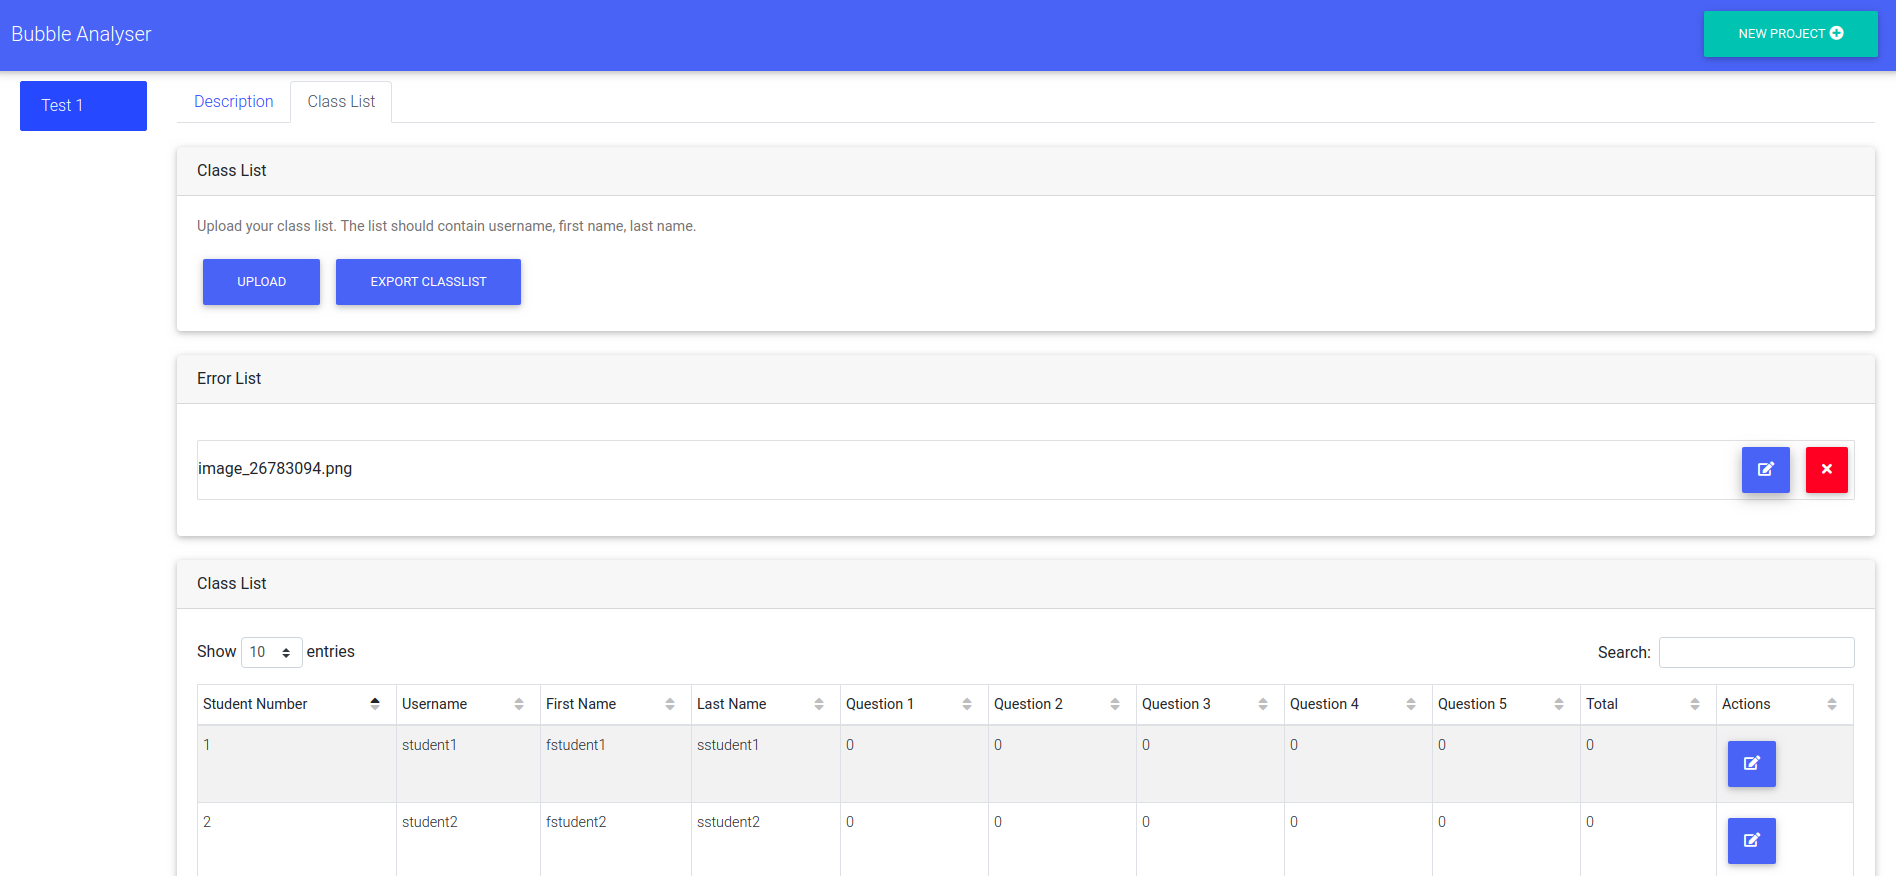 Bubble Analyser
NEW PROJECT
Test 1
Description
Class List
Class List
Upload your class list. The list should contain username, first name, last name.
UPLOAD
EXPORT CLASSLIST
Error List
image_26783094.png
Class List
Show 10 entries
Search:
Student Number Username First Name Last Name Question 1 Question 2 Question 3 Question 4 Question 5 Total Actions
1 student1 fstudent1 sstudent1 0 0 0 0 0 0
2 student2 fstudent2 sstudent2 0 0 0 0 0 0